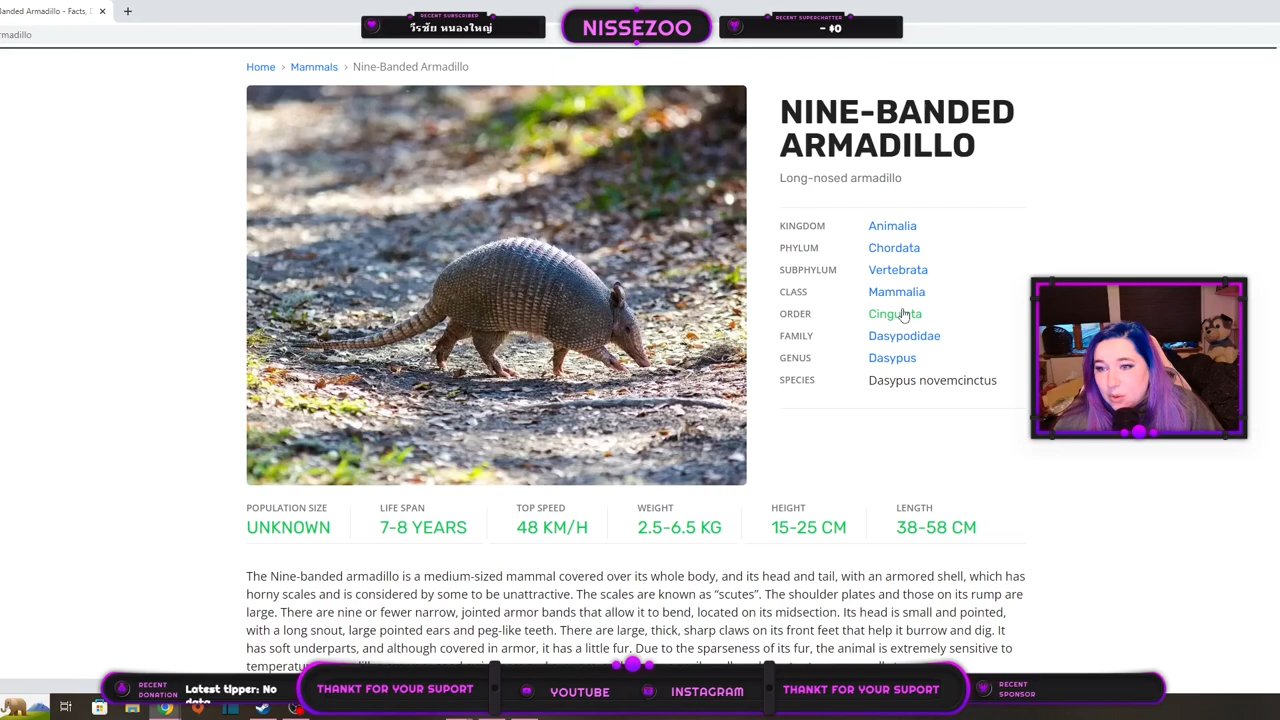 Banded Armadillo - Facts, D
rmadillo
RECENT SUBSCRIBER
วีรชัย หนองใหญ่
NISSEZOO
RECENT SUPERCHATTER
– $0
Home > Mammals > Nine-Banded Armadillo
NINE-BANDED
ARMADILLO
Long-nosed armadillo
KINGDOM Animalia
PHYLUM Chordata
SUBPHYLUM Vertebrata
CLASS Mammalia
ORDER Cingulata
FAMILY Dasypodidae
GENUS Dasypus
SPECIES Dasypus novemcinctus
POPULATION SIZE LIFE SPAN TOP SPEED WEIGHT HEIGHT LENGTH
UNKNOWN 7-8 YEARS 48 KM/H 2.5-6.5 KG 15-25 CM 38-58 CM
The Nine-banded armadillo is a medium-sized mammal covered over its whole body, and its head and tail, with an armored shell, which has
horny scales and is considered by some to be unattractive. The scales are known as “scutes”. The shoulder plates and those on its rump are
large. There are nine or fewer narrow, jointed armor bands that allow it to bend, located on its midsection. Its head is small and pointed,
with a long snout, large pointed ears and peg-like teeth. There are large, thick, sharp claws on its front feet that help it burrow and dig. It
has soft underparts, and although covered in armor, it has a little fur. Due to the sparseness of its fur, the animal is extremely sensitive to
RECENT
DONATION
Latest tipper: No
data
THANKT FOR YOUR SUPORT
YOUTUBE
INSTAGRAM
THANKT FOR YOUR SUPORT
RECENT
SPONSOR